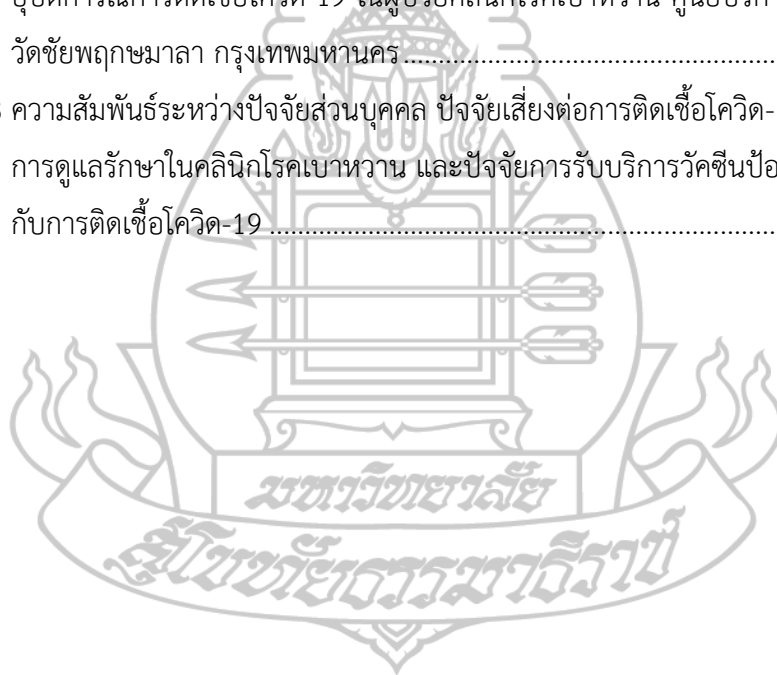 อุบัติการณ์การติดเชื้อโควิด-19 ในผู้ป่วยคลินิกโรคเบาหวาน
วัดชัยพฤกษมาลา กรุงเทพมหานคร..........................................................
ความสัมพันธ์ระหว่างปัจจัยส่วนบุคคล ปัจจัยเสี่ยงต่อการติดเชื้อโควิด-
การดูแลรักษาในคลินิกโรคเบาหวาน และปัจจัยการรับบริการวัคซีน
กับการติดเชื้อโควิด-19 ..............................................................................
มหาวิทยาลัย
สุโขทัยธรรมาธิราช